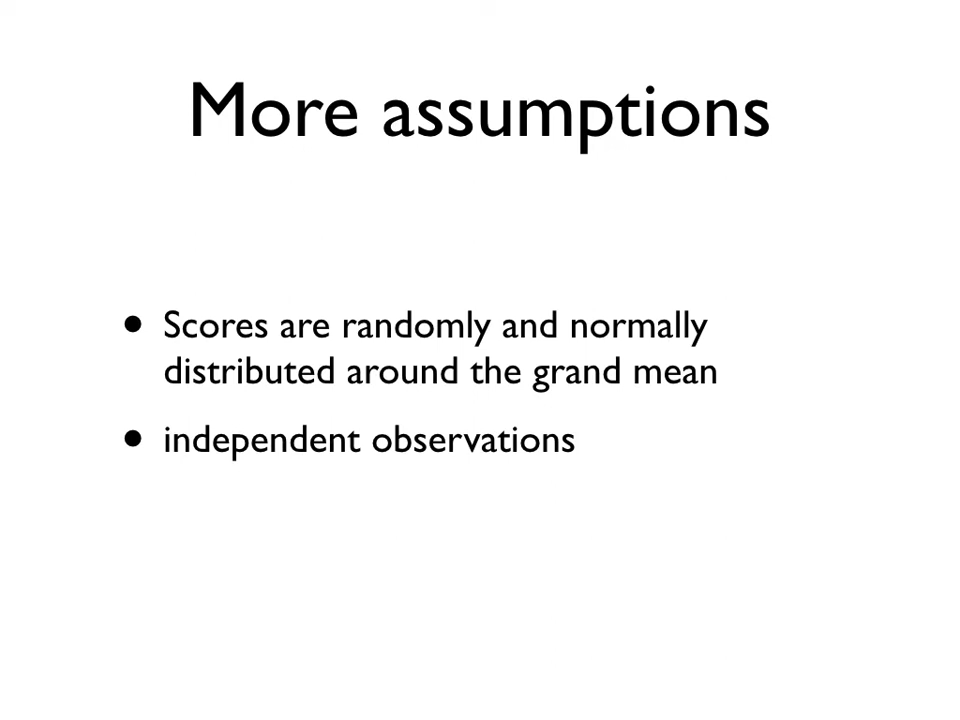 More assumptions
• Scores are randomly and normally
distributed around the grand mean
• independent observations